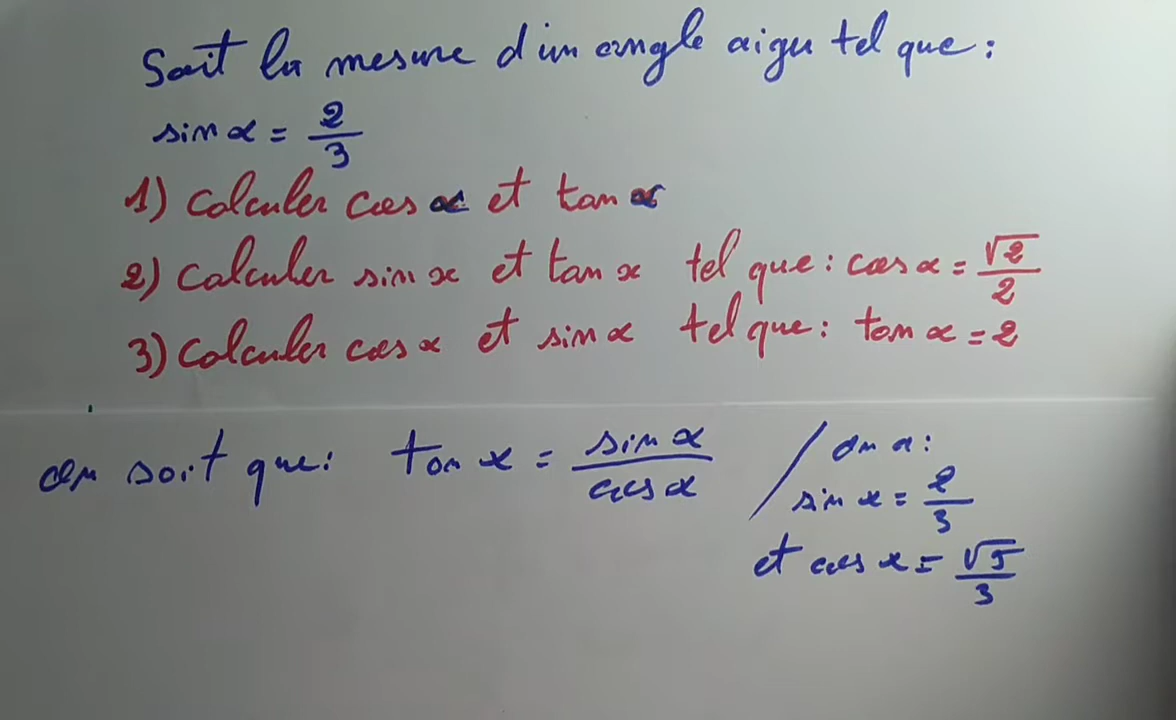 Soit la mesure d'un angle aigu tel que :
sin α = 2/3
1) Calculer cos α et tan α
2) Calculer sin x et tan x tel que : cos α = √2/2
3) Calculer cos α et sin α tel que : tan α = 2
on sait que : tan x = sin α / cos α / on a :
sin x = 2/3
et cos x = √5/3